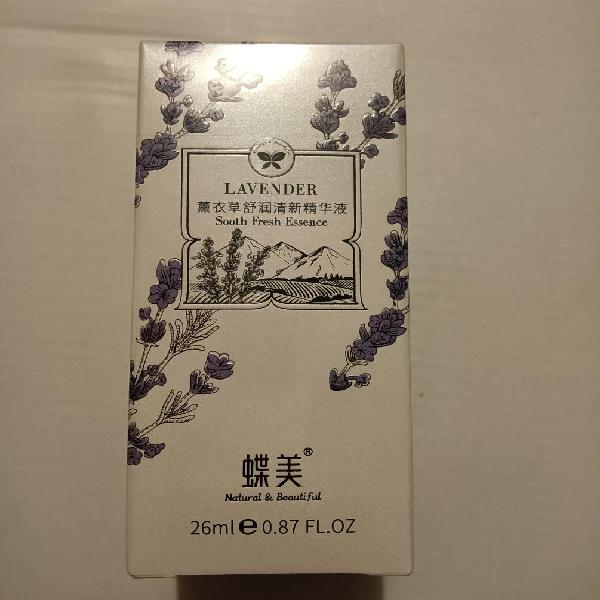 LAVENDER
薰衣草舒润清新精华液
Sooth Fresh Essence
蝶美®
Natural & Beautiful
26ml e 0.87 FL.OZ